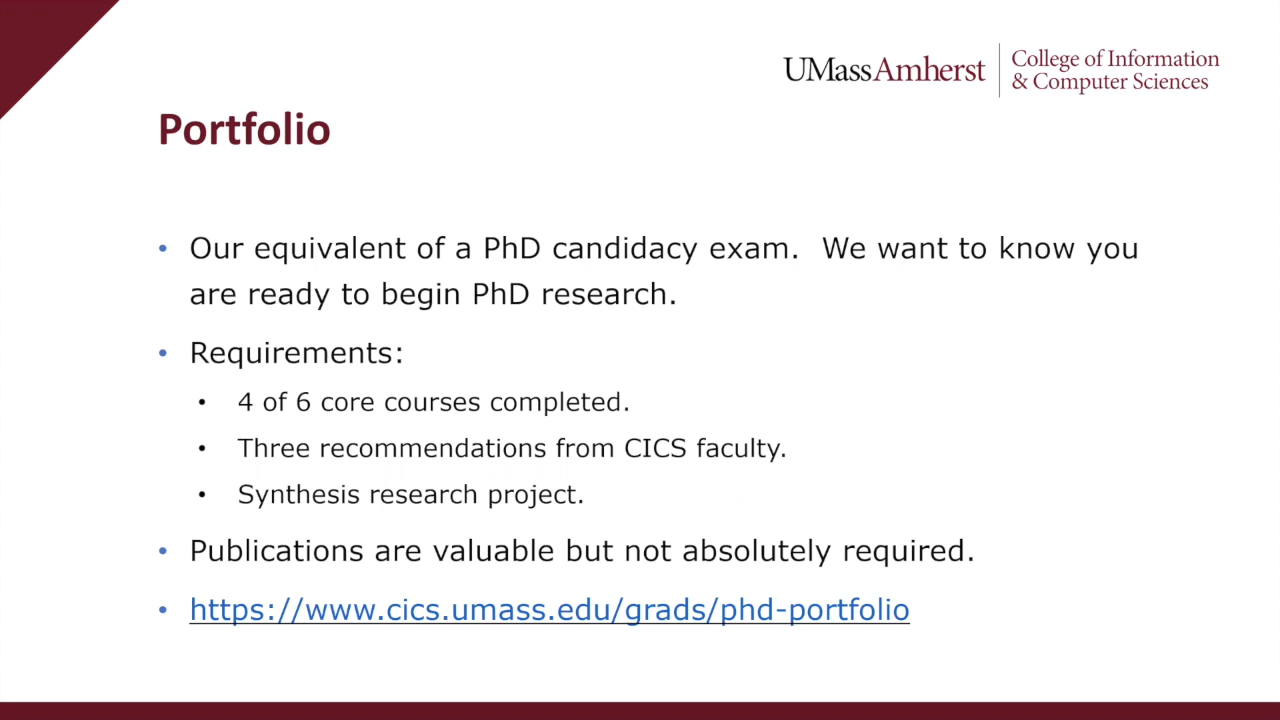 UMassAmherst
College of Information
& Computer Sciences
Portfolio
• Our equivalent of a PhD candidacy exam.  We want to know you
are ready to begin PhD research.
• Requirements:
• 4 of 6 core courses completed.
• Three recommendations from CICS faculty.
• Synthesis research project.
• Publications are valuable but not absolutely required.
• https://www.cics.umass.edu/grads/phd-portfolio